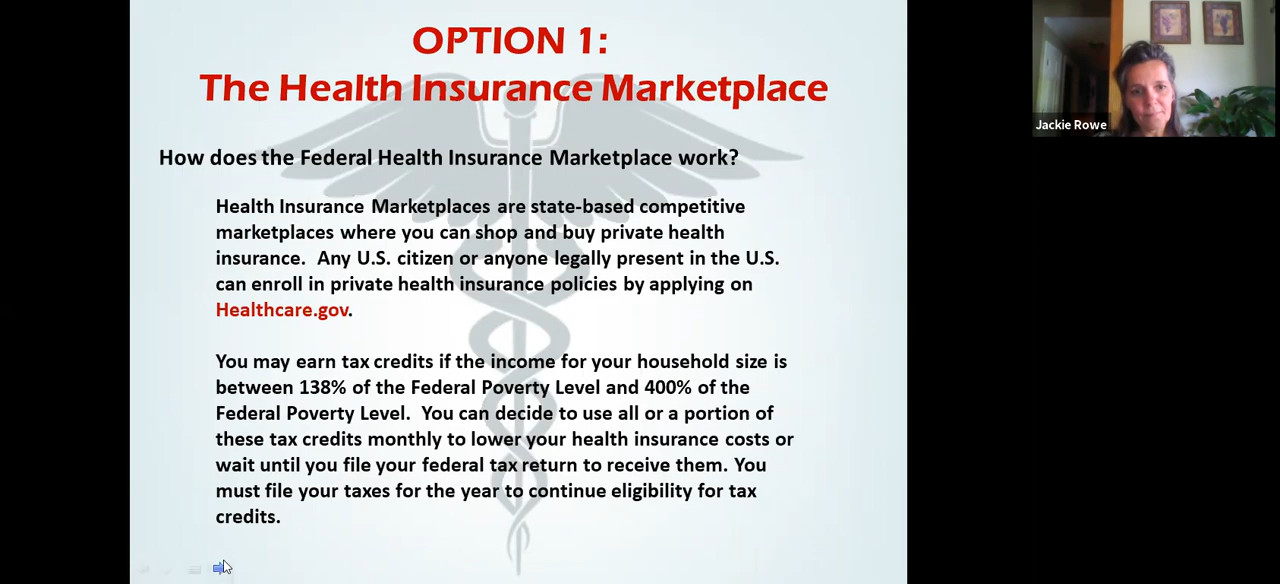 OPTION 1:
The Health Insurance Marketplace
How does the Federal Health Insurance Marketplace work?
Health Insurance Marketplaces are state-based competitive
marketplaces where you can shop and buy private health
insurance.  Any U.S. citizen or anyone legally present in the U.S.
can enroll in private health insurance policies by applying on
Healthcare.gov.
You may earn tax credits if the income for your household size is
between 138% of the Federal Poverty Level and 400% of the
Federal Poverty Level.  You can decide to use all or a portion of
these tax credits monthly to lower your health insurance costs or
wait until you file your federal tax return to receive them. You
must file your taxes for the year to continue eligibility for tax
credits.
Jackie Rowe